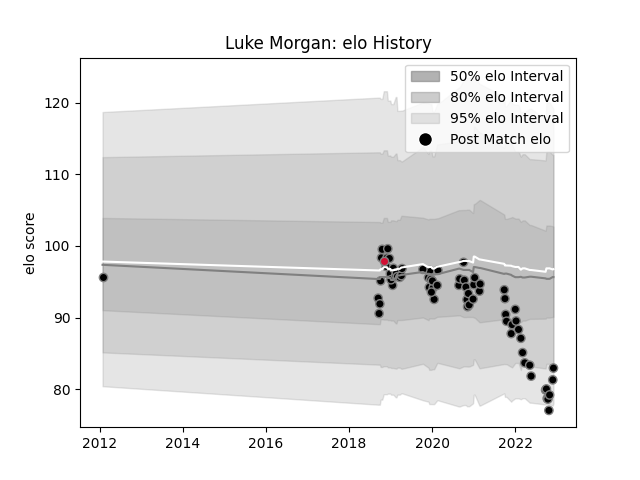 Luke Morgan: elo History
50% elo Interval
80% elo Interval
95% elo Interval
Post Match elo
elo score
120
110
100
90
80
2012
2014
2016
2018
2020
2022